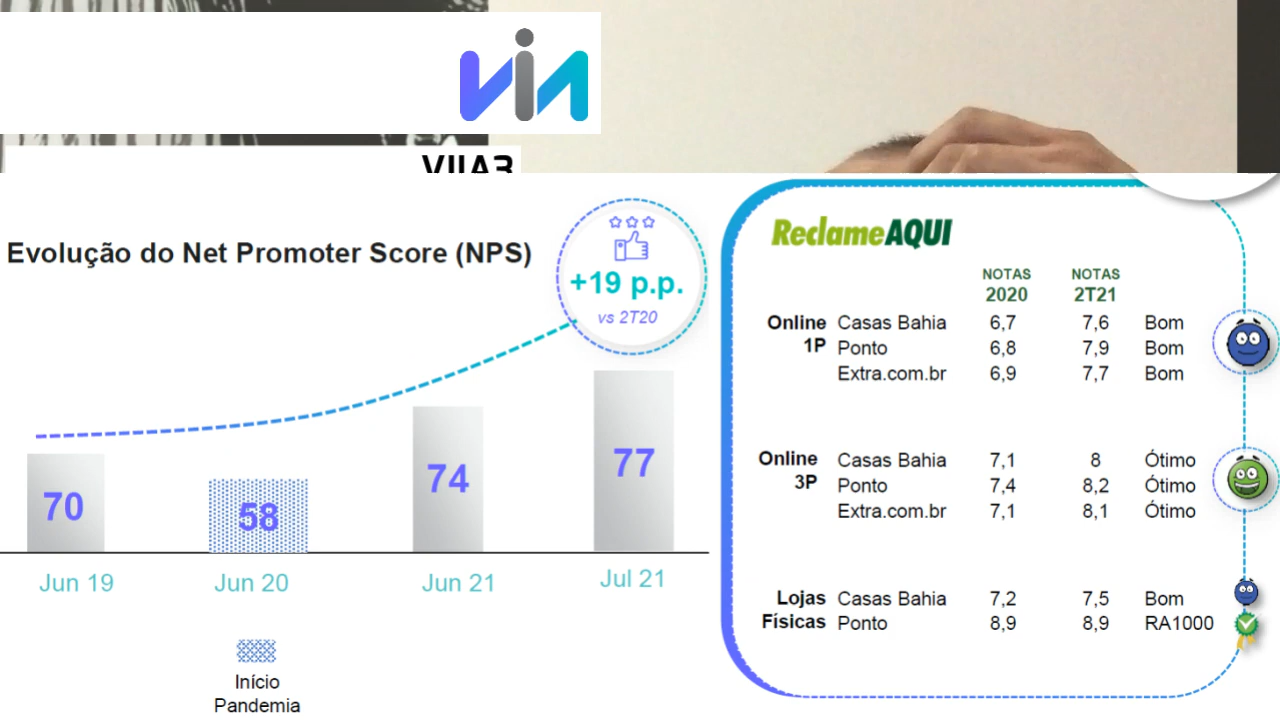 VIA
VIIA3
Evolução do Net Promoter Score (NPS)
+19 p.p.
vs 2T20
70
58
74
77
Jun 19
Jun 20
Jun 21
Jul 21
Início
Pandemia
ReclameAQUI
NOTAS NOTAS
2020 2T21
Online Casas Bahia 6,7 7,6 Bom
1P Ponto 6,8 7,9 Bom
Extra.com.br 6,9 7,7 Bom
Online Casas Bahia 7,1 8 Ótimo
3P Ponto 7,4 8,2 Ótimo
Extra.com.br 7,1 8,1 Ótimo
Lojas Casas Bahia 7,2 7,5 Bom
Físicas Ponto 8,9 8,9 RA1000